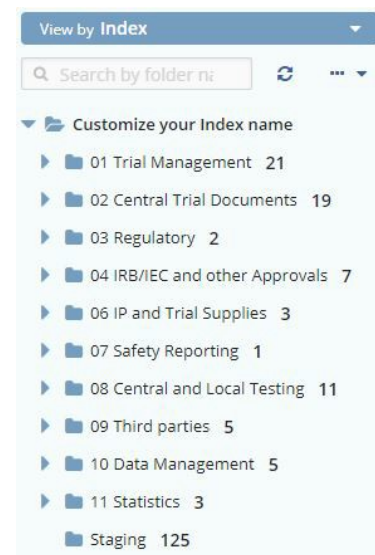 View by Index
Search by folder na
Customize your Index name
01 Trial Management 21
02 Central Trial Documents 19
03 Regulatory 2
04 IRB/IEC and other Approvals 7
06 IP and Trial Supplies 3
07 Safety Reporting 1
08 Central and Local Testing 11
09 Third parties 5
10 Data Management 5
11 Statistics 3
Staging 125